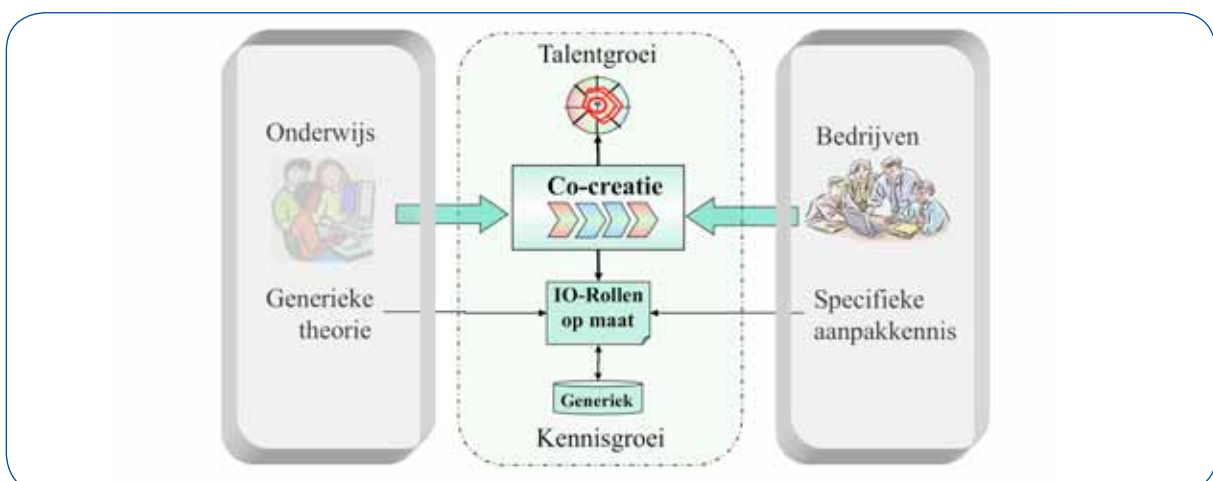 Talentgroei
Onderwijs
Bedrijven
Co-creatie
Generieke
theorie
IO-Rollen
op maat
Specifieke
aanpakkennis
Generiek
Kennisgroei